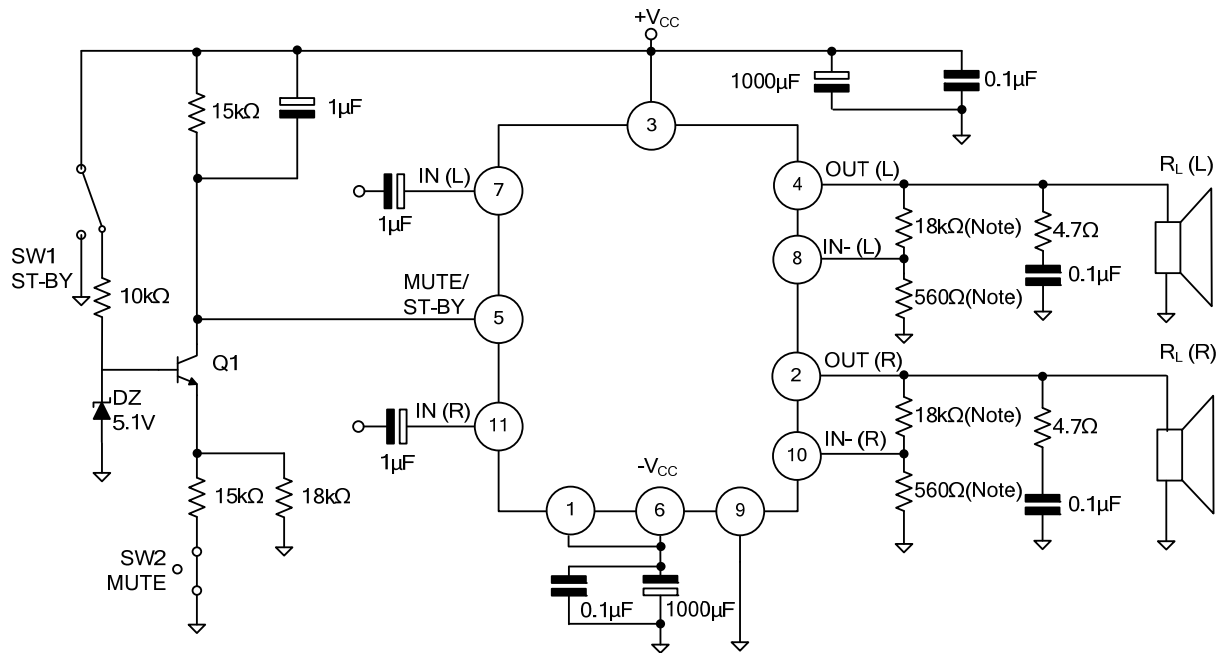 +VCC
15kΩ
1µF
1000µF
0.1µF
3
IN (L)
7
1µF
4
OUT (L)
RL (L)
18kΩ(Note)
4.7Ω
IN- (L)
8
560Ω(Note)
0.1µF
SW1
ST-BY
10kΩ
MUTE/
ST-BY
5
Q1
DZ
5.1V
OUT (R)
2
RL (R)
IN (R)
11
1µF
18kΩ(Note)
4.7Ω
IN- (R)
10
560Ω(Note)
0.1µF
15kΩ
18kΩ
-VCC
1
6
9
SW2
MUTE
0.1µF
1000µF